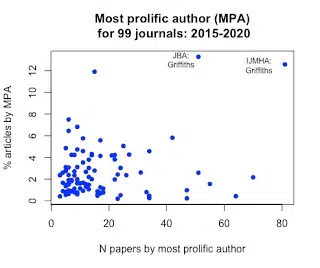 Most prolific author (MPA)
for 99 journals: 2015-2020
JBA:
Griffiths
IJMHA:
Griffiths
% articles by MPA
0 2 4 6 8 10 12
0 20 40 60 80
N papers by most prolific author